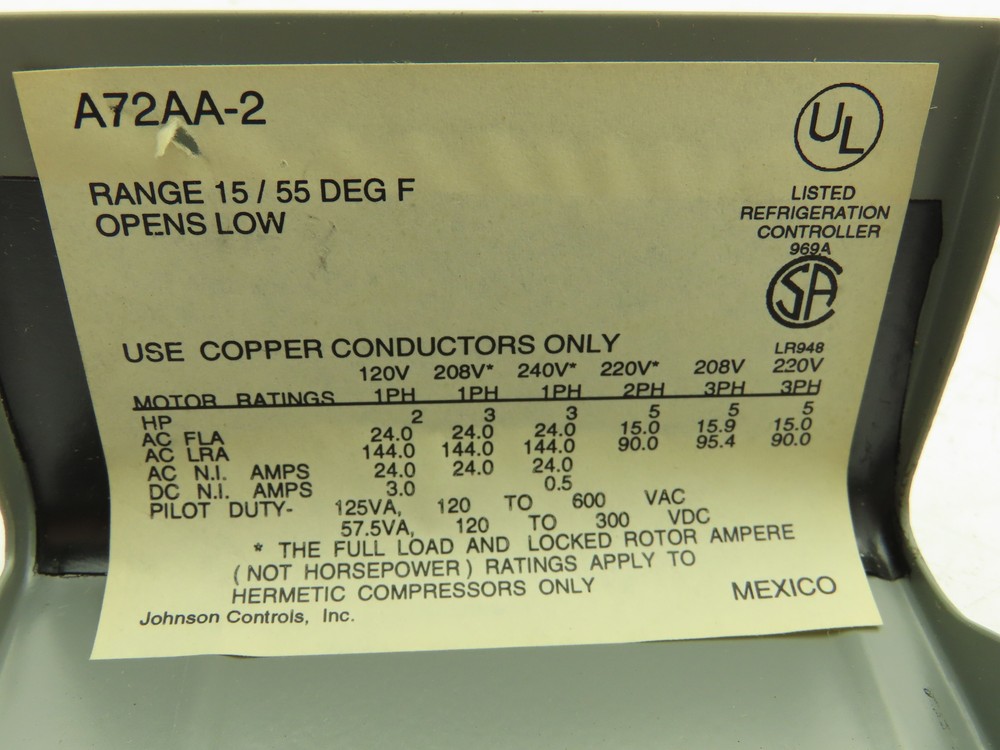 A72AA-2
UL
RANGE 15 / 55 DEG F
OPENS LOW
LISTED
REFRIGERATION
CONTROLLER
969A
SA
LR948
USE COPPER CONDUCTORS ONLY
120V 208V* 240V* 220V* 208V 220V
MOTOR RATINGS 1PH 1PH 1PH 2PH 3PH 3PH
HP 2 3 3 5 5 5
AC FLA 24.0 24.0 24.0 15.0 15.9 15.0
AC LRA 144.0 144.0 144.0 90.0 95.4 90.0
AC N.I. AMPS 24.0 24.0 24.0
DC N.I. AMPS 3.0 0.5
PILOT DUTY- 125VA, 120 TO 600 VAC
57.5VA, 120 TO 300 VDC
* THE FULL LOAD AND LOCKED ROTOR AMPERE
(NOT HORSEPOWER) RATINGS APPLY TO
HERMETIC COMPRESSORS ONLY
MEXICO
Johnson Controls, Inc.